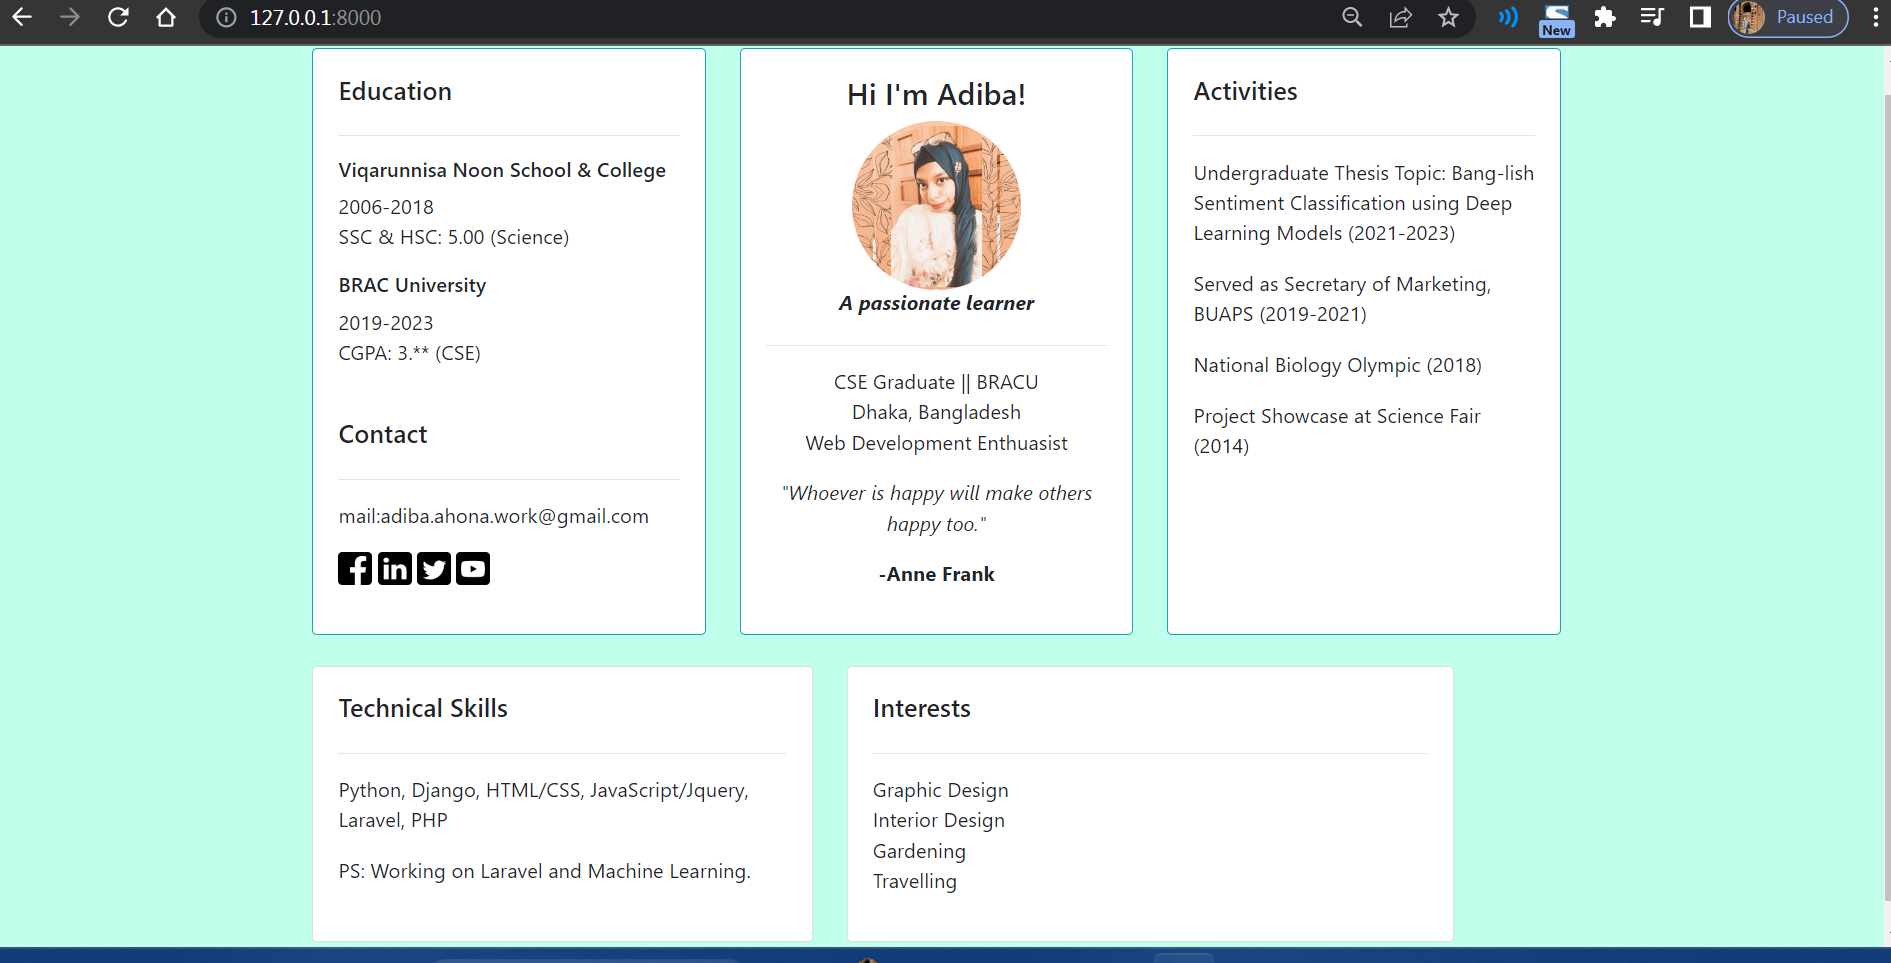 127.0.0.1:8000
New
Paused
Education
Viqarunnisa Noon School & College
2006-2018
SSC & HSC: 5.00 (Science)
BRAC University
2019-2023
CGPA: 3.** (CSE)
Contact
mail:adiba.ahona.work@gmail.com
Hi I'm Adiba!
A passionate learner
CSE Graduate || BRACU
Dhaka, Bangladesh
Web Development Enthuasist
"Whoever is happy will make others
happy too."
-Anne Frank
Activities
Undergraduate Thesis Topic: Bang-lish
Sentiment Classification using Deep
Learning Models (2021-2023)
Served as Secretary of Marketing,
BUAPS (2019-2021)
National Biology Olympic (2018)
Project Showcase at Science Fair
(2014)
Technical Skills
Python, Django, HTML/CSS, JavaScript/Jquery,
Laravel, PHP
PS: Working on Laravel and Machine Learning.
Interests
Graphic Design
Interior Design
Gardening
Travelling